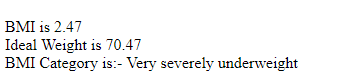 BMI is 2.47
Ideal Weight is 70.47
BMI Category is:- Very severely underweight